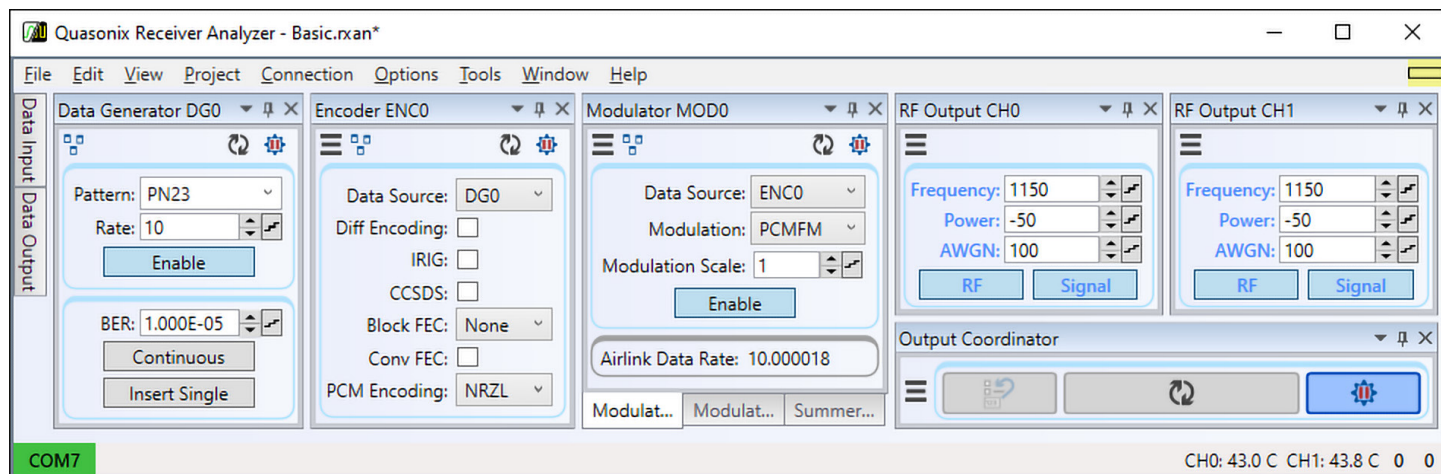 Quasonix Receiver Analyzer - Basic.rxan*
File Edit View Project Connection Options Tools Window Help
Data Input
Data Output
Data Generator DG0
Pattern: PN23
Rate: 10
Enable
BER: 1.000E-05
Continuous
Insert Single
Encoder ENC0
Data Source: DG0
Diff Encoding:
IRIG:
CCSDS:
Block FEC: None
Conv FEC:
PCM Encoding: NRZL
Modulator MOD0
Data Source: ENC0
Modulation: PCMFM
Modulation Scale: 1
Enable
Airlink Data Rate: 10.000018
Modulat... Modulat... Summer...
RF Output CH0
Frequency: 1150
Power: -50
AWGN: 100
RF Signal
RF Output CH1
Frequency: 1150
Power: -50
AWGN: 100
RF Signal
Output Coordinator
COM7
CH0: 43.0 C CH1: 43.8 C 0 0